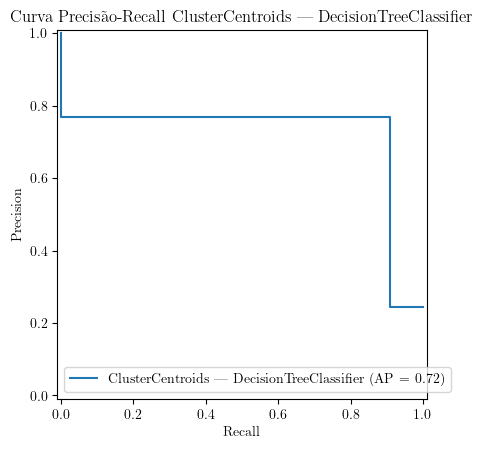 Curva Precisão-Recall ClusterCentroids — DecisionTreeClassifier
1.0
0.8
0.6
0.4
0.2
0.0
Precision
ClusterCentroids — DecisionTreeClassifier (AP = 0.72)
0.0 0.2 0.4 0.6 0.8 1.0
Recall